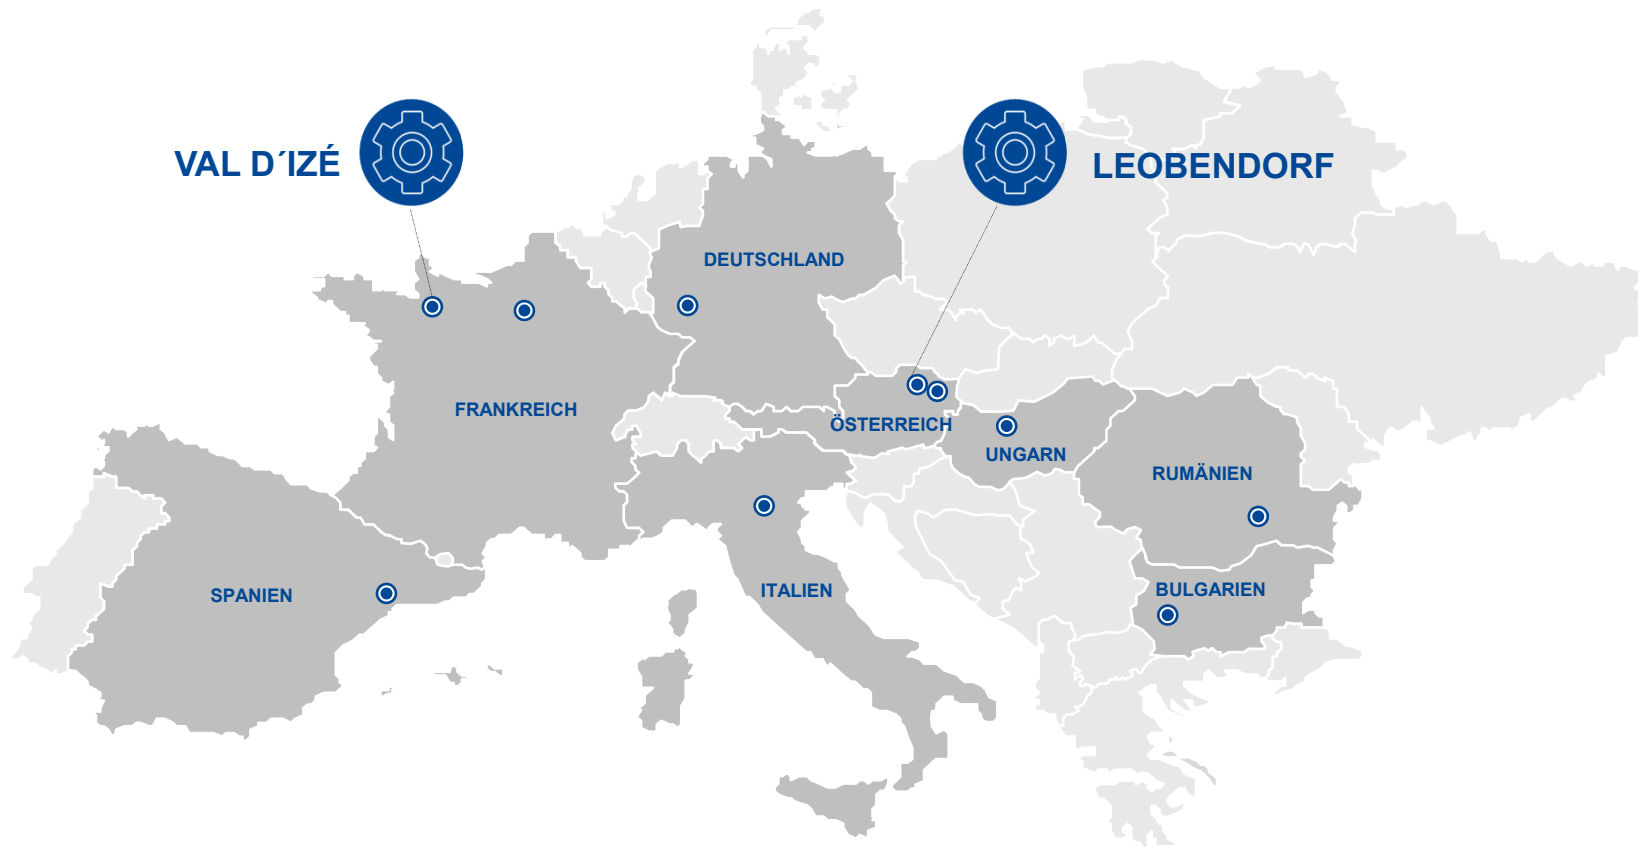 VAL D´IZÉ
LEOBENDORF
DEUTSCHLAND
FRANKREICH
ÖSTERREICH
UNGARN
RUMÄNIEN
SPANIEN
ITALIEN
BULGARIEN